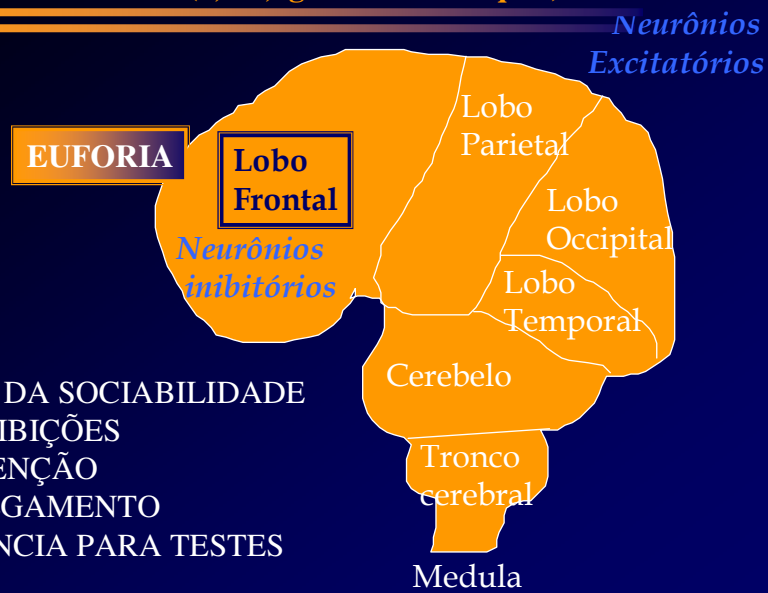 Neurônios
Excitatórios
Lobo
Parietal
EUFORIA
Lobo
Frontal
Lobo
Occipital
Neurônios
inibitórios
Lobo
Temporal
Cerebelo
DA SOCIABILIDADE
IBIÇÕES
ENÇÃO
GAMENTO
NCIA PARA TESTES
Tronco
cerebral
Medula